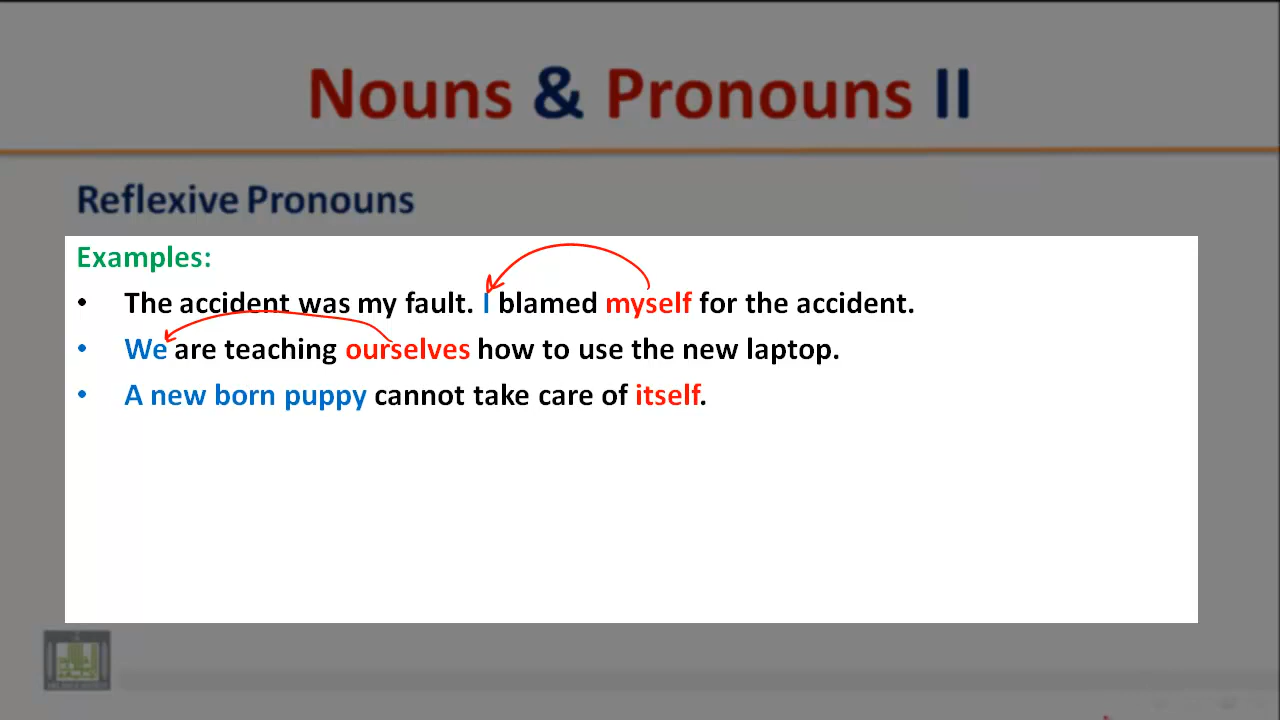 Nouns & Pronouns II
Reflexive Pronouns
Examples:
• The accident was my fault. I blamed myself for the accident.
• We are teaching ourselves how to use the new laptop.
• A new born puppy cannot take care of itself.